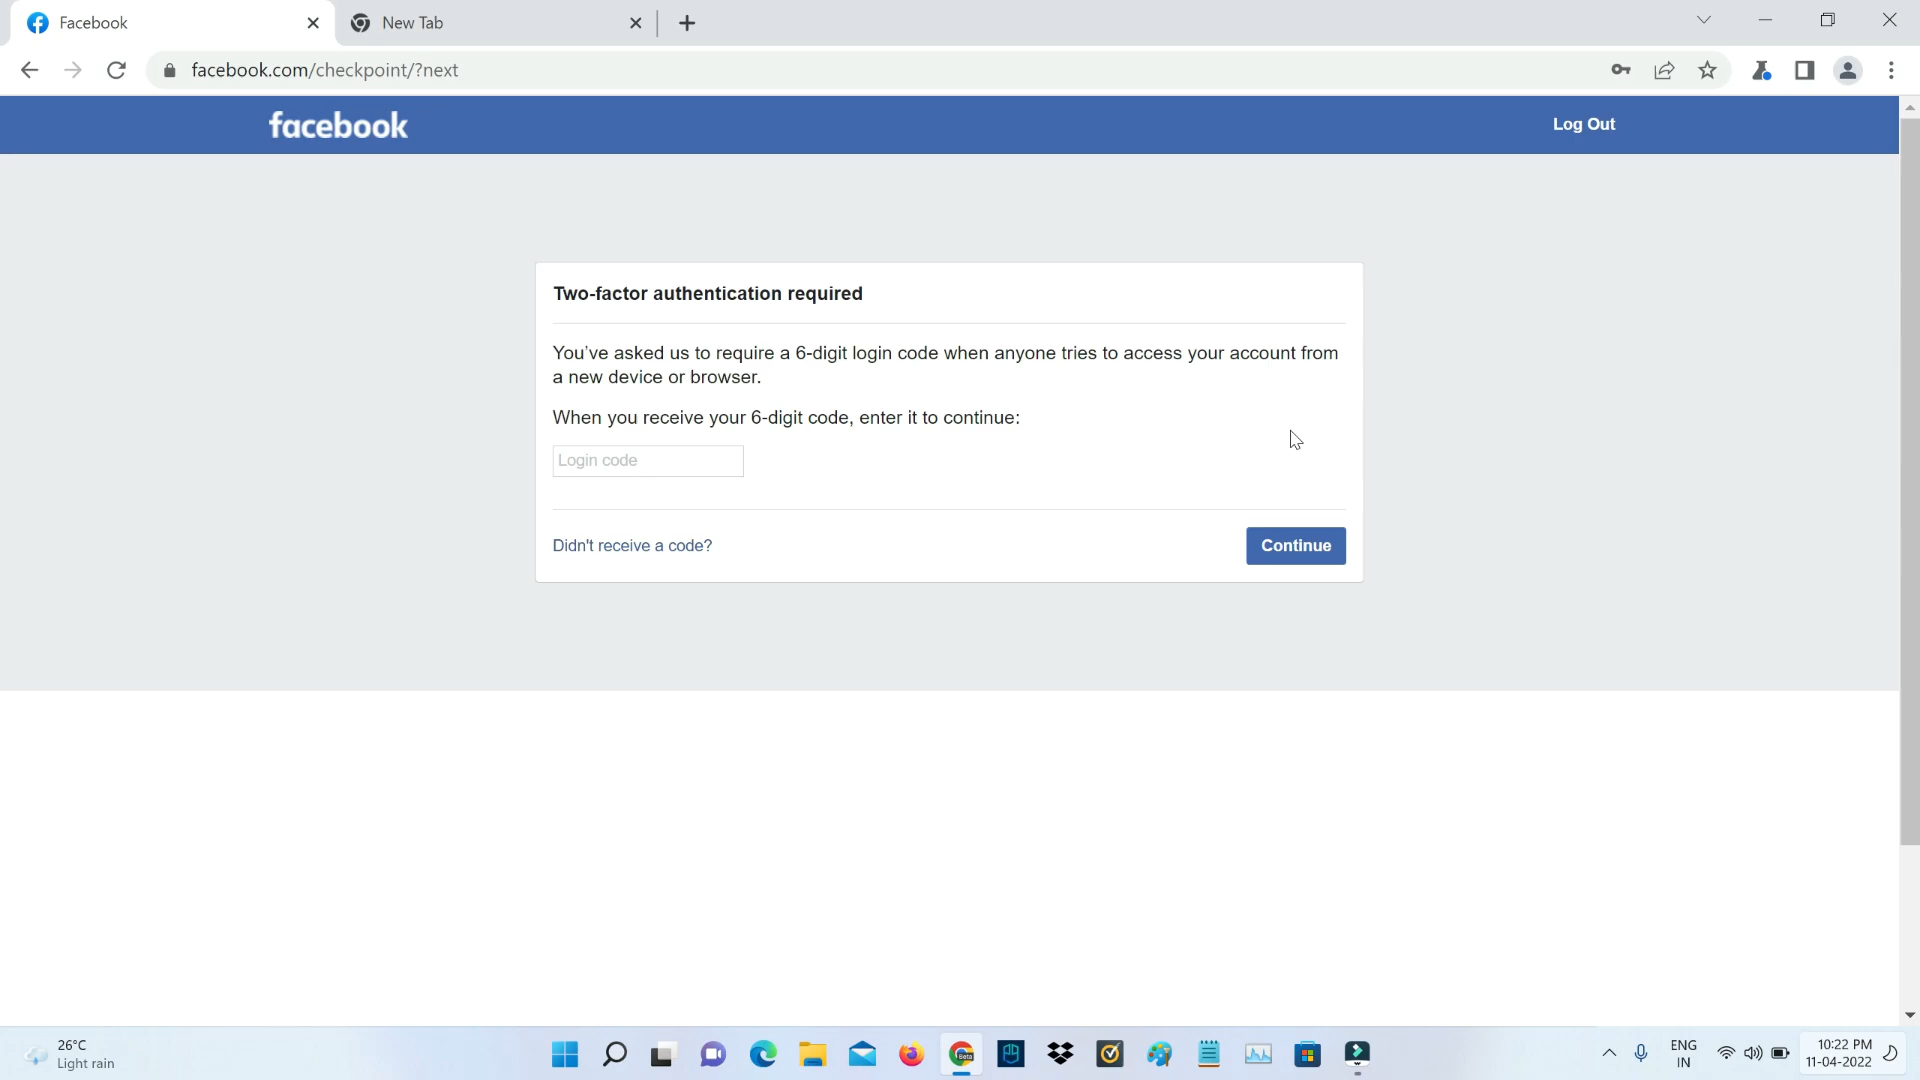 Facebook
New Tab
facebook.com/checkpoint/?next
facebook
Log Out
Two-factor authentication required
You've asked us to require a 6-digit login code when anyone tries to access your account from
a new device or browser.
When you receive your 6-digit code, enter it to continue:
Login code
Didn't receive a code?
Continue
26°C
Light rain
Beta
ENG
IN
10:22 PM
11-04-2022